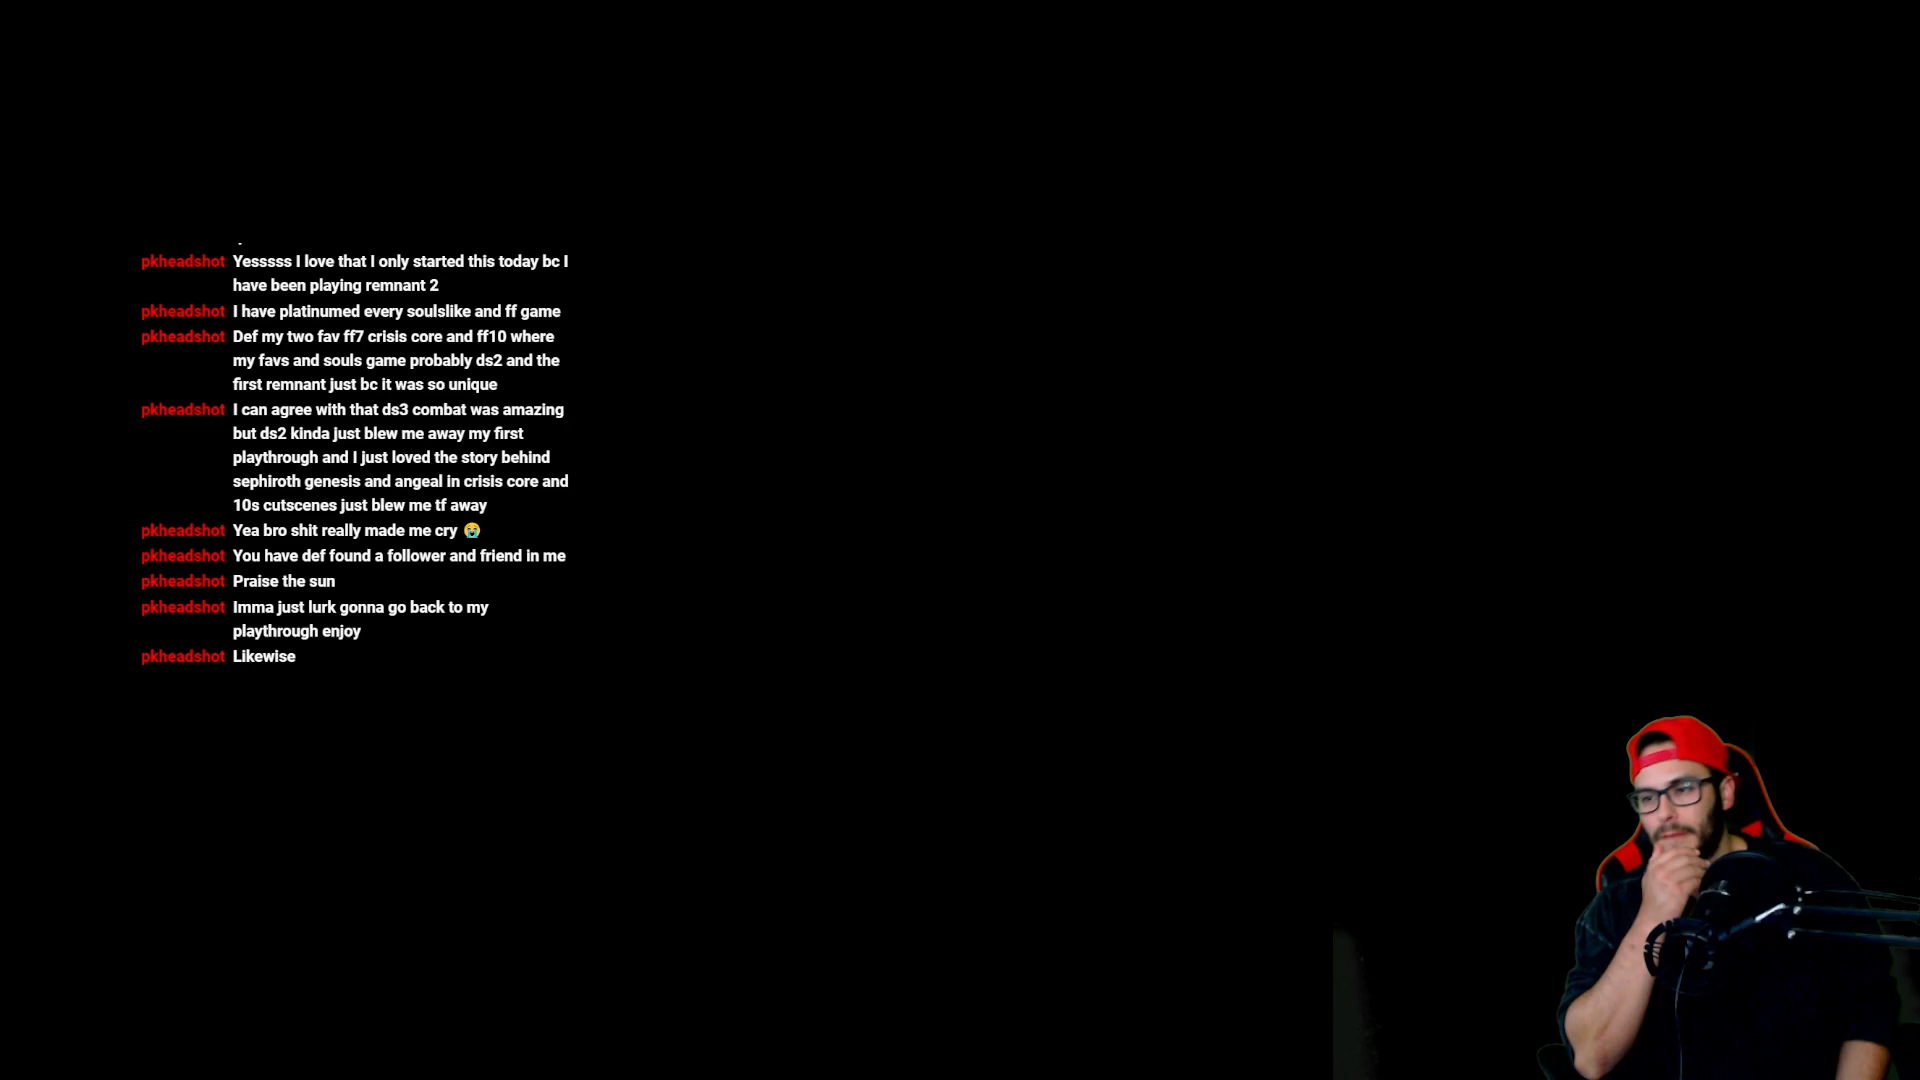 pkheadshot Yesssss I love that I only started this today bc I
have been playing remnant 2
pkheadshot I have platinumed every soulslike and ff game
pkheadshot Def my two fav ff7 crisis core and ff10 where
my favs and souls game probably ds2 and the
first remnant just bc it was so unique
pkheadshot I can agree with that ds3 combat was amazing
but ds2 kinda just blew me away my first
playthrough and I just loved the story behind
sephiroth genesis and angeal in crisis core and
10s cutscenes just blew me tf away
pkheadshot Yea bro shit really made me cry 😭
pkheadshot You have def found a follower and friend in me
pkheadshot Praise the sun
pkheadshot Imma just lurk gonna go back to my
playthrough enjoy
pkheadshot Likewise